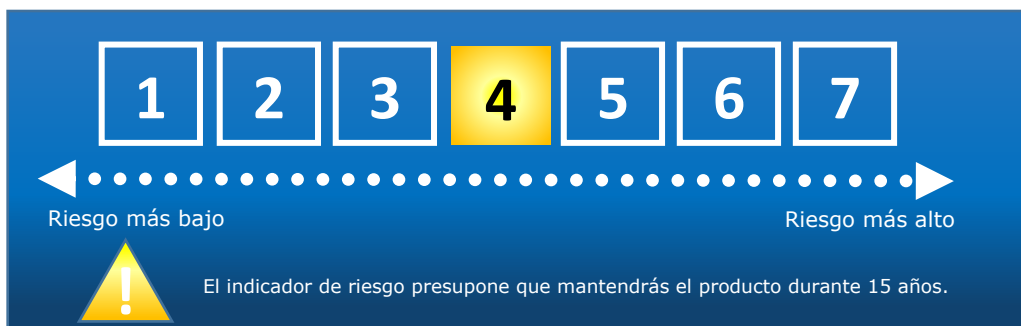 1 2 3 4 5 6 7
Riesgo más bajo Riesgo más alto
!
El indicador de riesgo presupone que mantendrás el producto durante 15 años.